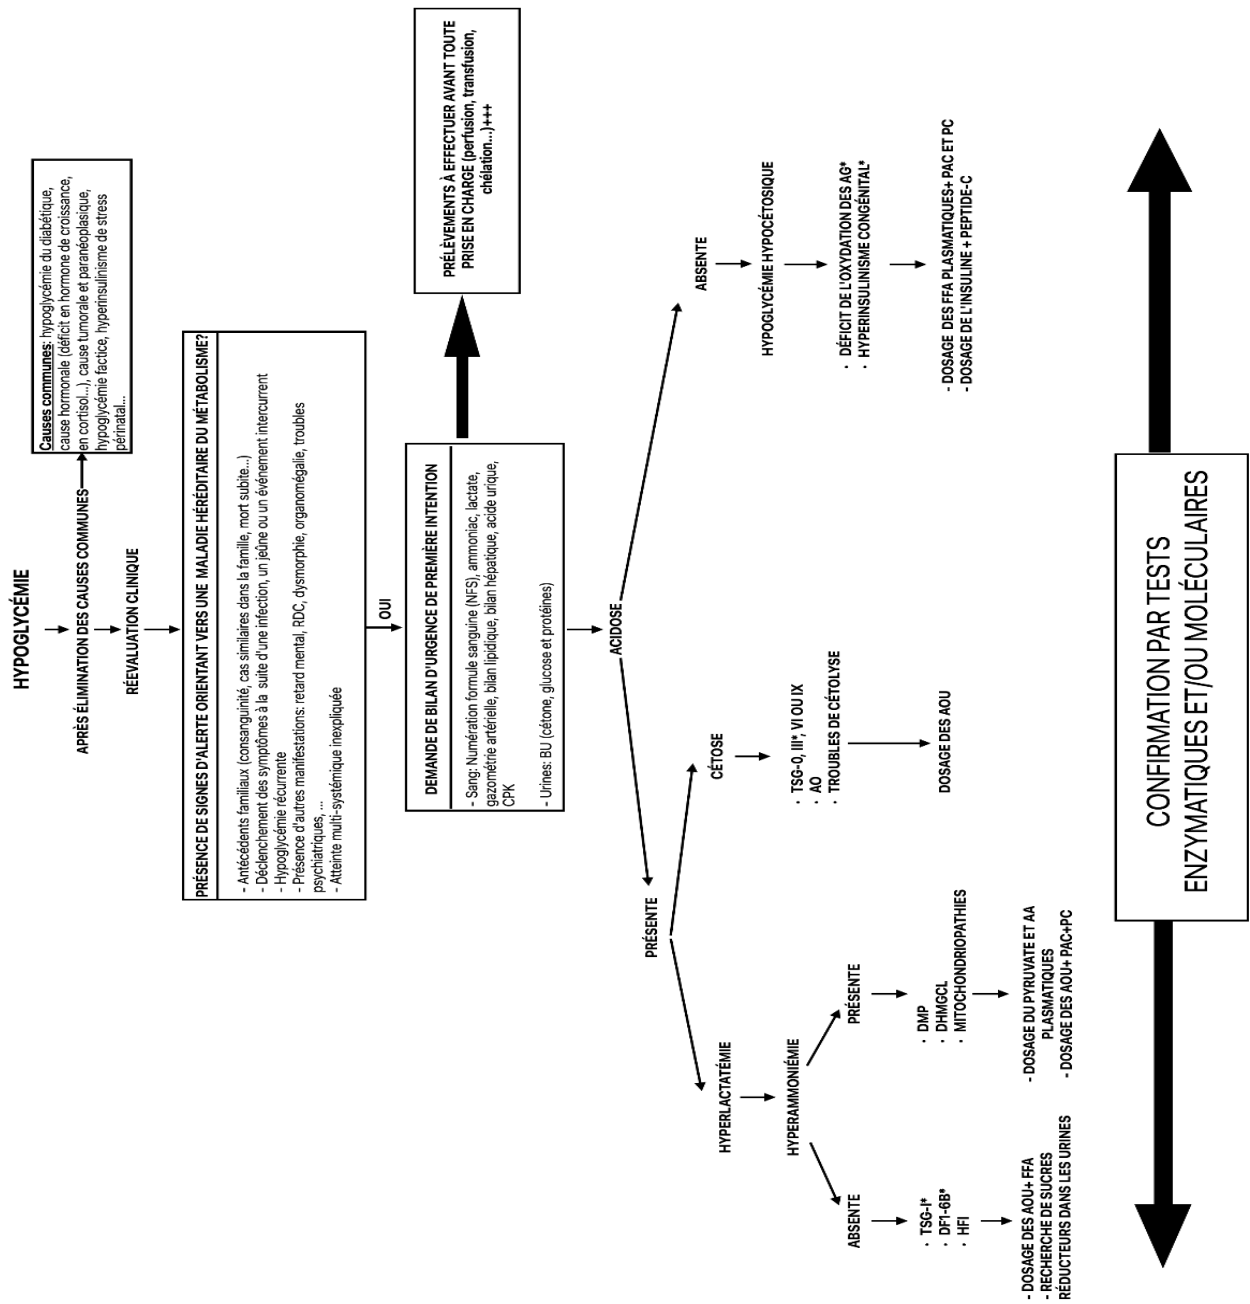 HYPOGLYCÉMIE
APRÈS ÉLIMINATION DES CAUSES COMMUNES
Causes communes: hypoglycémie du diabétique,
cause hormonale (déficit en hormone de croissance,
en cortisol...), cause tumorale et paranéoplasique,
hypoglycémie factice, hyperinsulinisme de stress
périnatal...
RÉEVALUATION CLINIQUE
PRÉSENCE DE SIGNES D'ALERTE ORIENTANT VERS UNE MALADIE HÉRÉDITAIRE DU MÉTABOLISME?
- Antécédents familiaux (consanguinité, cas similaires dans la famille, mort subite...)
- Déclenchement des symptômes à la suite d'une infection, un jeûne ou un événement intercurrent
- Hypoglycémie récurrente
- Présence d'autres manifestations: retard mental, RDC, dysmorphie, organomégalie, troubles
psychiatriques, ...
- Atteinte multi-systémique inexpliquée
OUI
DEMANDE DE BILAN D'URGENCE DE PREMIÈRE INTENTION
- Sang: Numération formule sanguine (NFS), ammoniac, lactate,
gazométrie artérielle, bilan lipidique, bilan hépatique, acide urique,
CPK
- Urines: BU (cétone, glucose et protéines)
PRÉLÈVEMENTS À EFFECTUER AVANT TOUTE
PRISE EN CHARGE (perfusion, transfusion,
chélation...)+++
ACIDOSE
PRÉSENTE
ABSENTE
HYPERLACTATÉMIE
CÉTOSE
HYPOGLYCÉMIE HYPOCÉTOSIQUE
HYPERAMMONIÉMIE
ABSENTE
PRÉSENTE
· TSG-I*
· DF1-6B*
· HFI
· DMP
· DHMGCL
· MITOCHONDRIOPATHIES
· TSG-0, III*, VI OU IX
· AO
· TROUBLES DE CÉTOLYSE
· DÉFICIT DE L'OXYDATION DES AG*
· HYPERINSULINISME CONGÉNITAL*
- DOSAGE DES AOU+ FFA
- RECHERCHE DE SUCRES
RÉDUCTEURS DANS LES URINES
- DOSAGE DU PYRUVATE ET AA
PLASMATIQUES
- DOSAGE DES AOU+ PAC+PC
DOSAGE DES AOU
- DOSAGE DES FFA PLASMATIQUES+ PAC ET PC
- DOSAGE DE L'INSULINE + PEPTIDE-C
CONFIRMATION PAR TESTS
ENZYMATIQUES ET/OU MOLÉCULAIRES